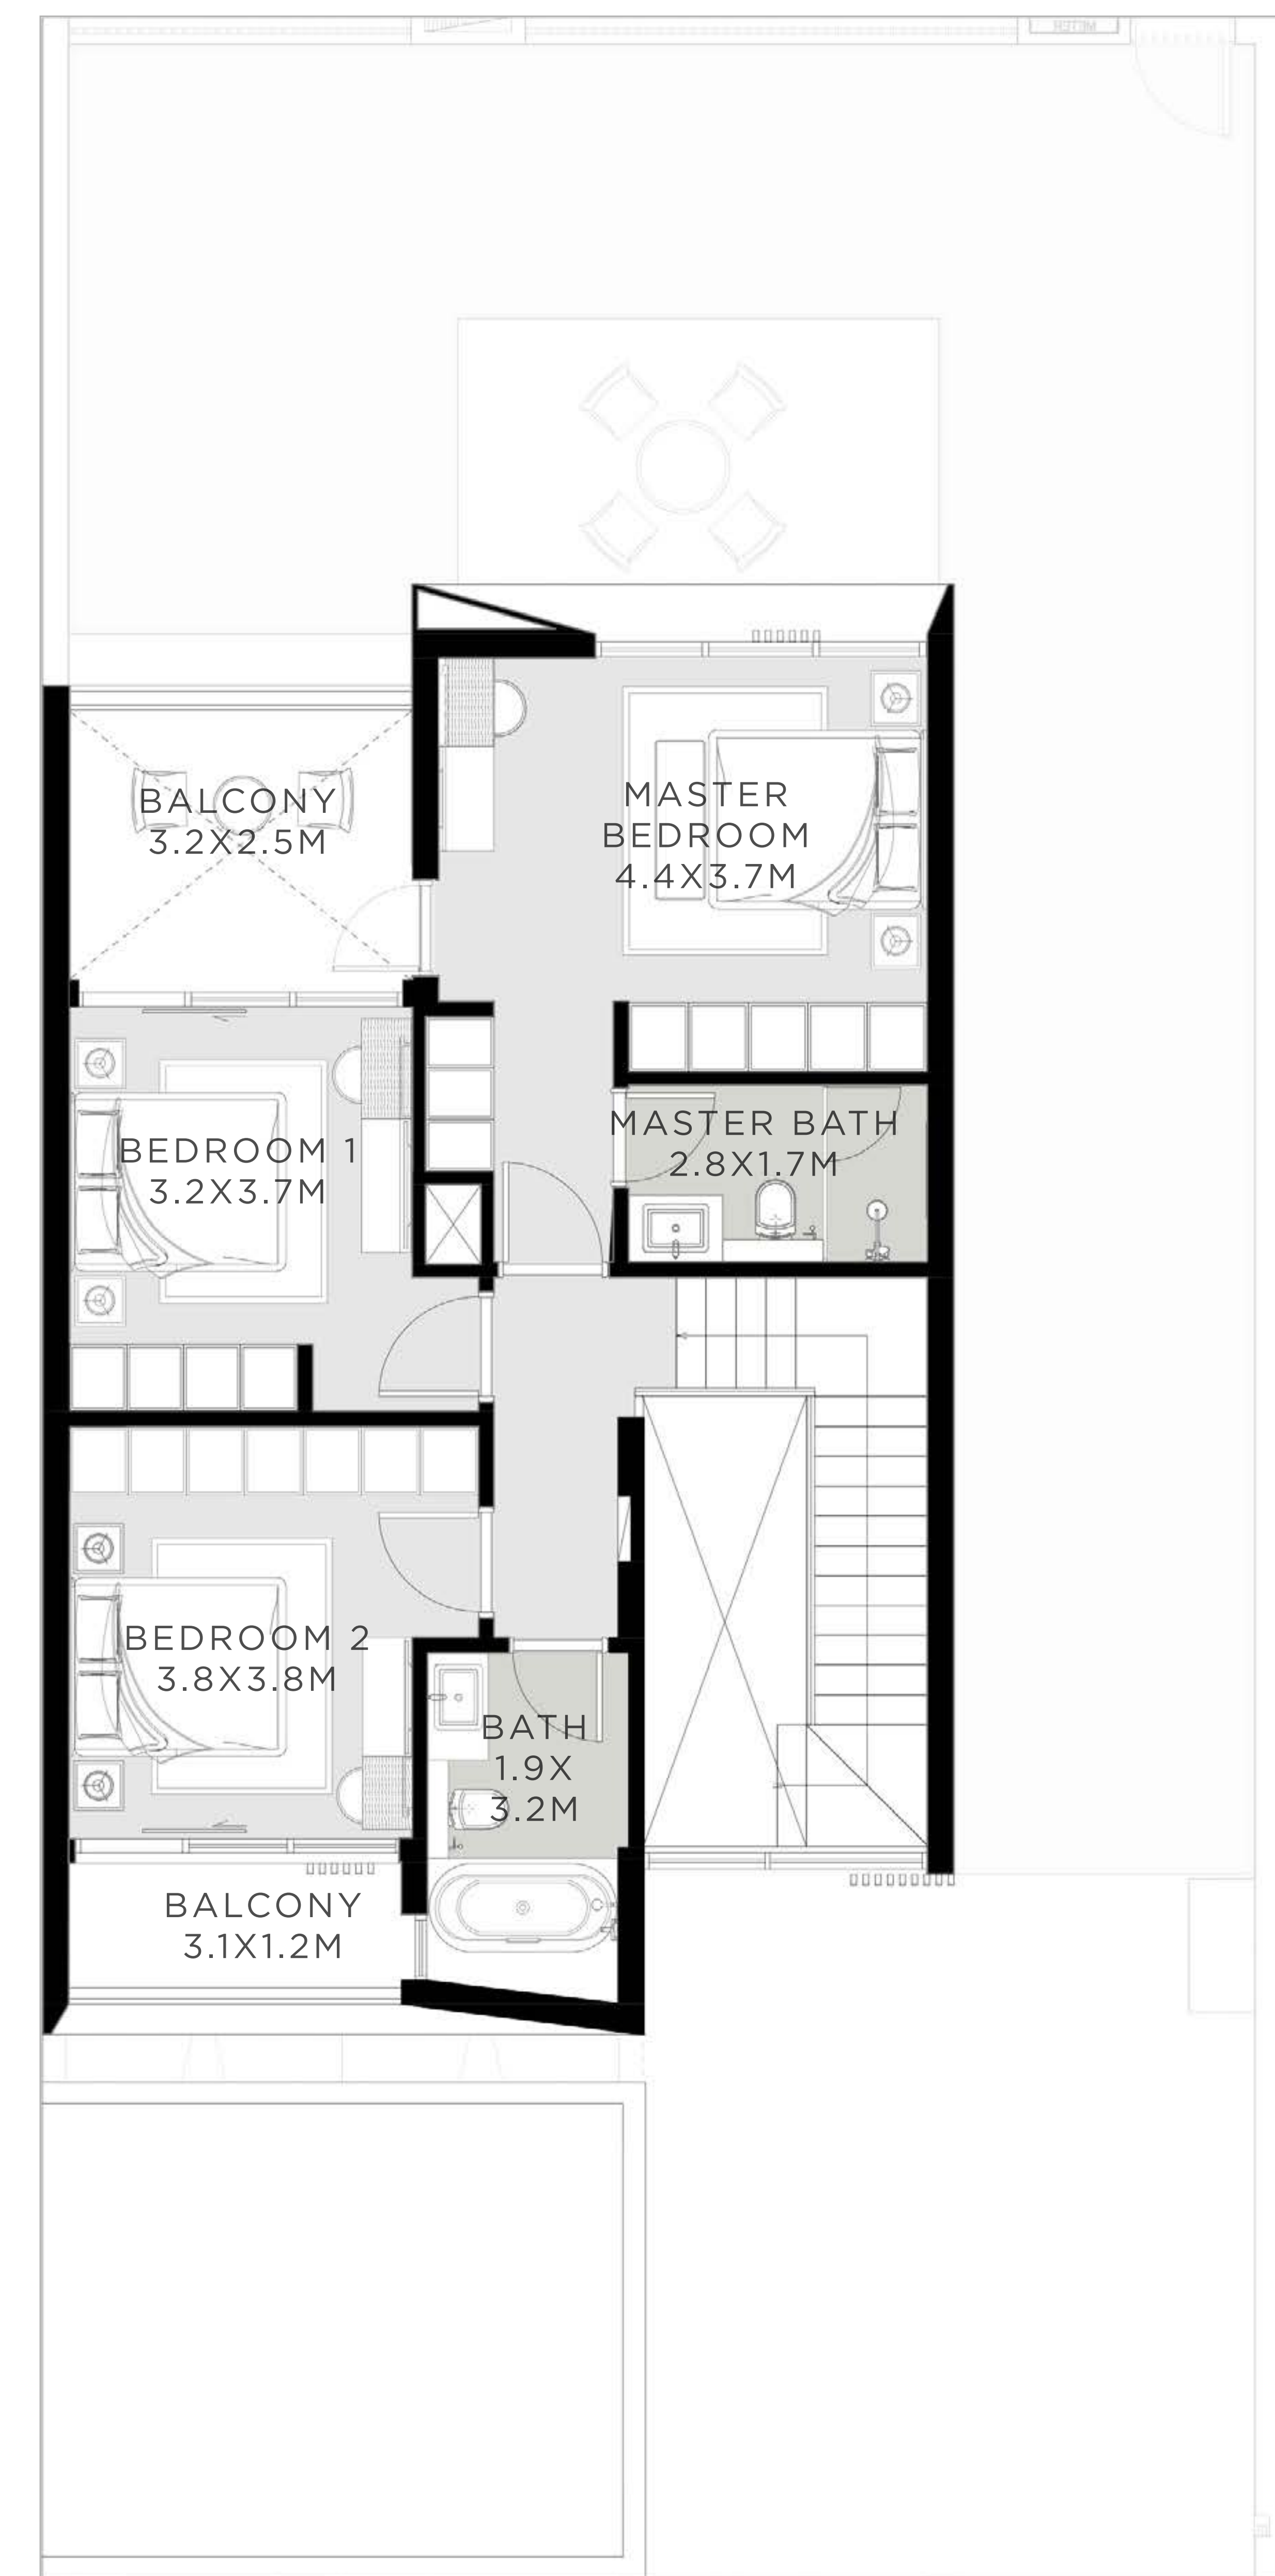 BALCONY
3.2X2.5M
MASTER
BEDROOM
4.4X3.7M
BEDROOM 1
3.2X3.7M
MASTER BATH
2.8X1.7M
BEDROOM 2
3.8X3.8M
BATH
1.9X
3.2M
BALCONY
3.1X1.2M